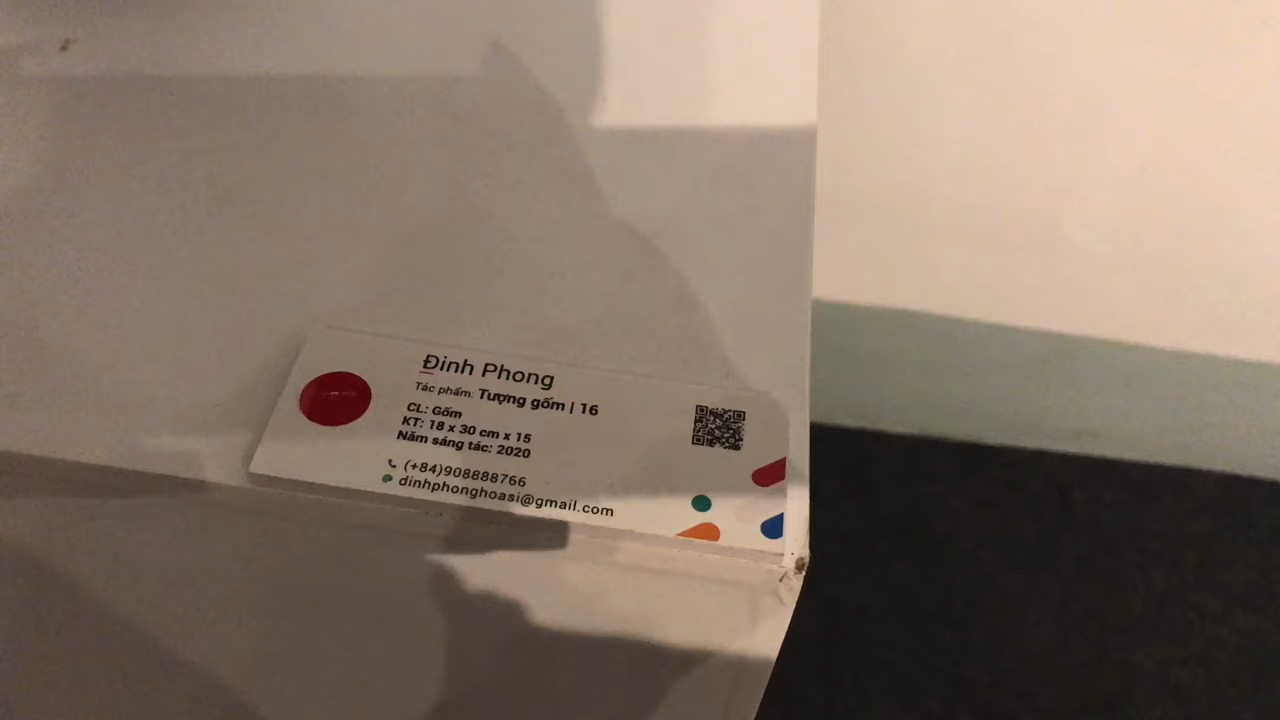 Đinh Phong
Tác phẩm: Tượng gốm | 16
CL: Gốm
KT: 18 x 30 cm x 15
Năm sáng tác: 2020
(+84)908888766
dinhphonghoasi@gmail.com